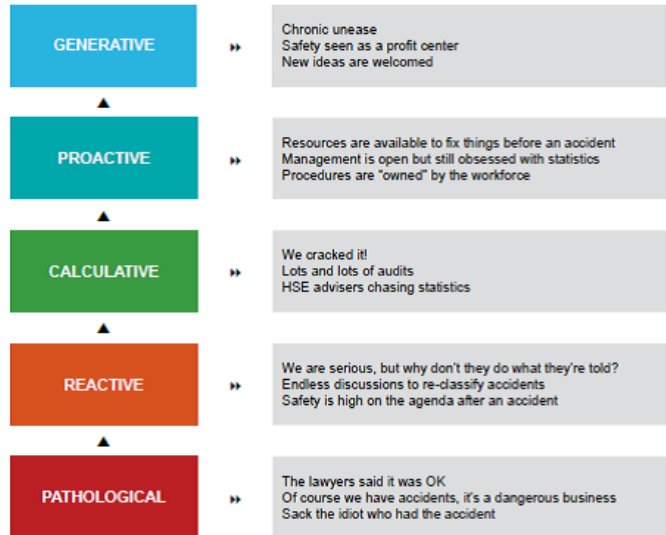 GENERATIVE
Chronic unease
Safety seen as a profit center
New ideas are welcomed
PROACTIVE
Resources are available to fix things before an accident
Management is open but still obsessed with statistics
Procedures are "owned" by the workforce
CALCULATIVE
We cracked it!
Lots and lots of audits
HSE advisers chasing statistics
REACTIVE
We are serious, but why don't they do what they're told?
Endless discussions to re-classify accidents
Safety is high on the agenda after an accident
PATHOLOGICAL
The lawyers said it was OK
Of course we have accidents, it's a dangerous business
Sack the idiot who had the accident